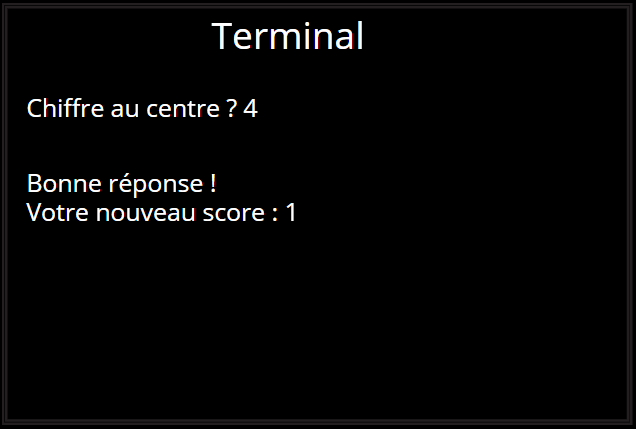 Terminal
Chiffre au centre ? 4
Bonne réponse !
Votre nouveau score : 1